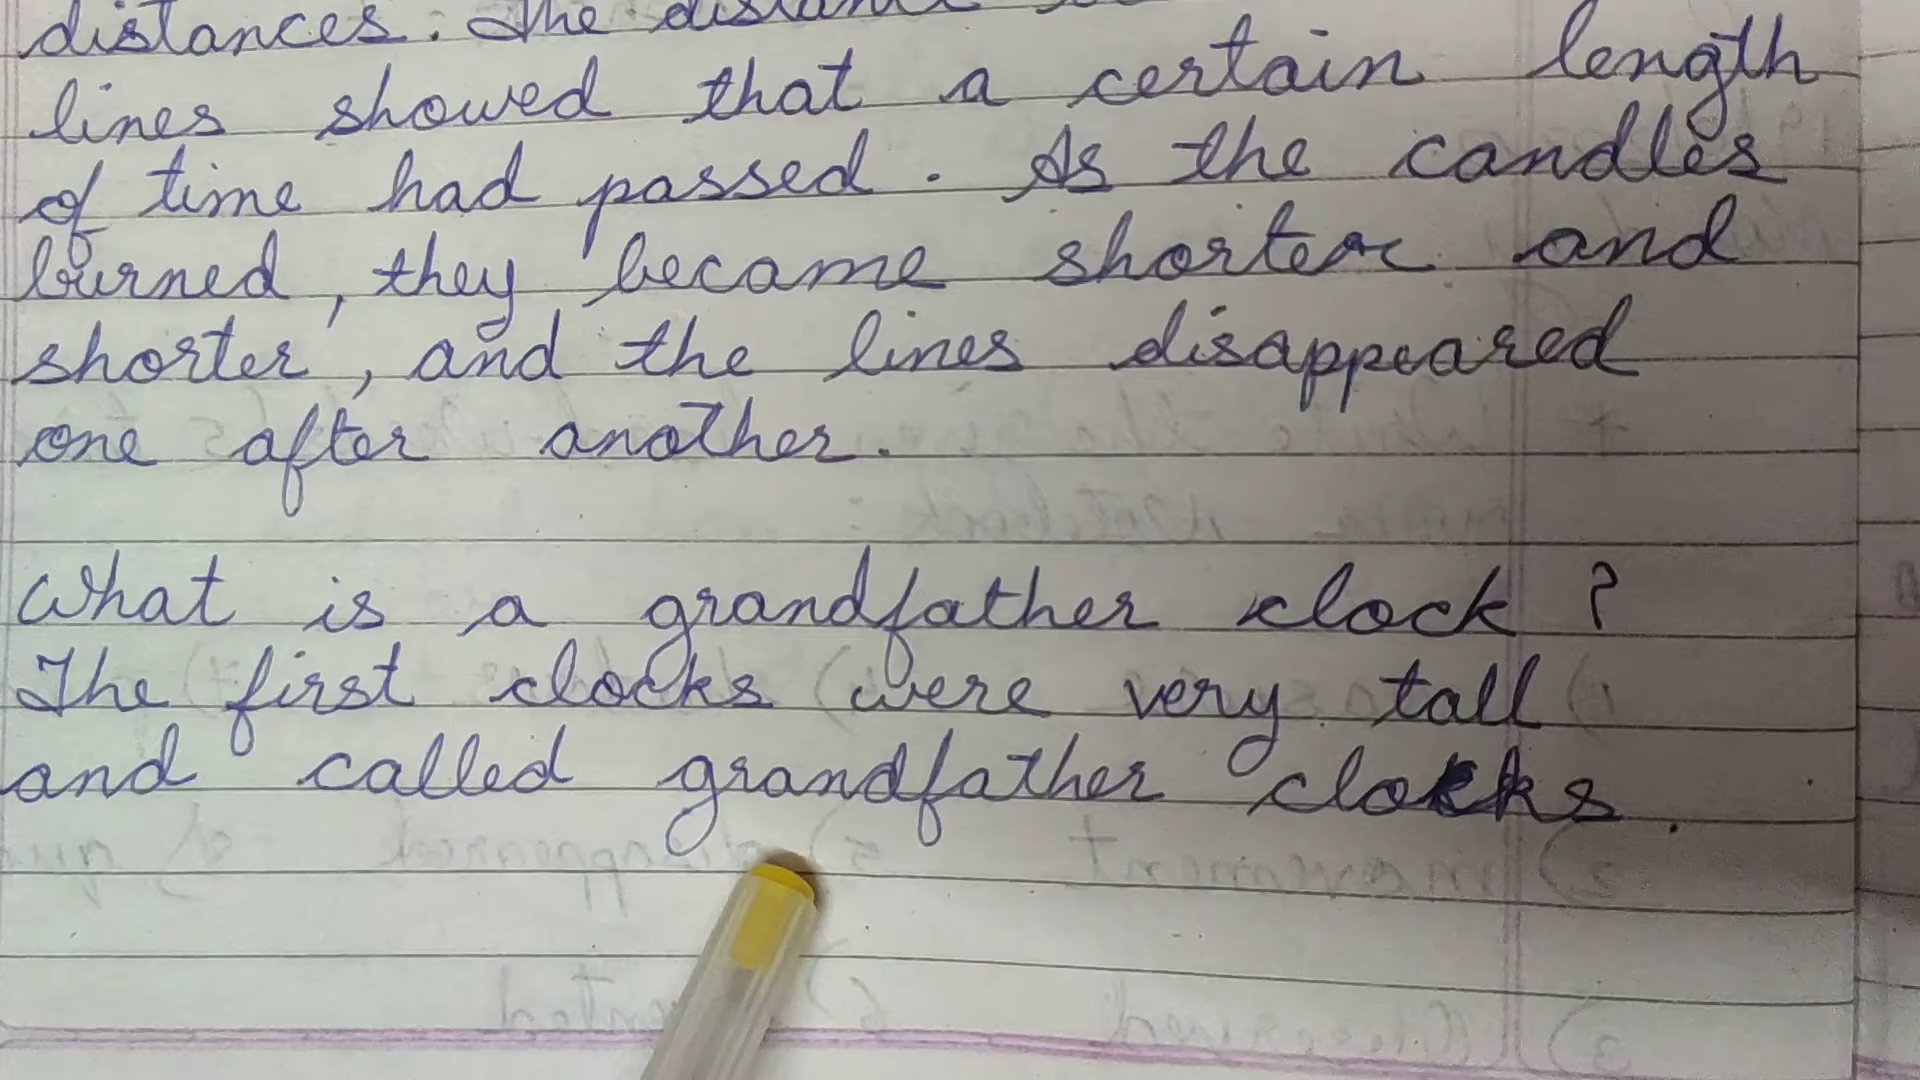 distances. The distance
lines showed that a certain length
of time had passed. As the candles
burned, they became shorter and
shorter, and the lines disappeared
one after another.
What is a grandfather clock?
The first clocks were very tall
and called grandfather clocks.